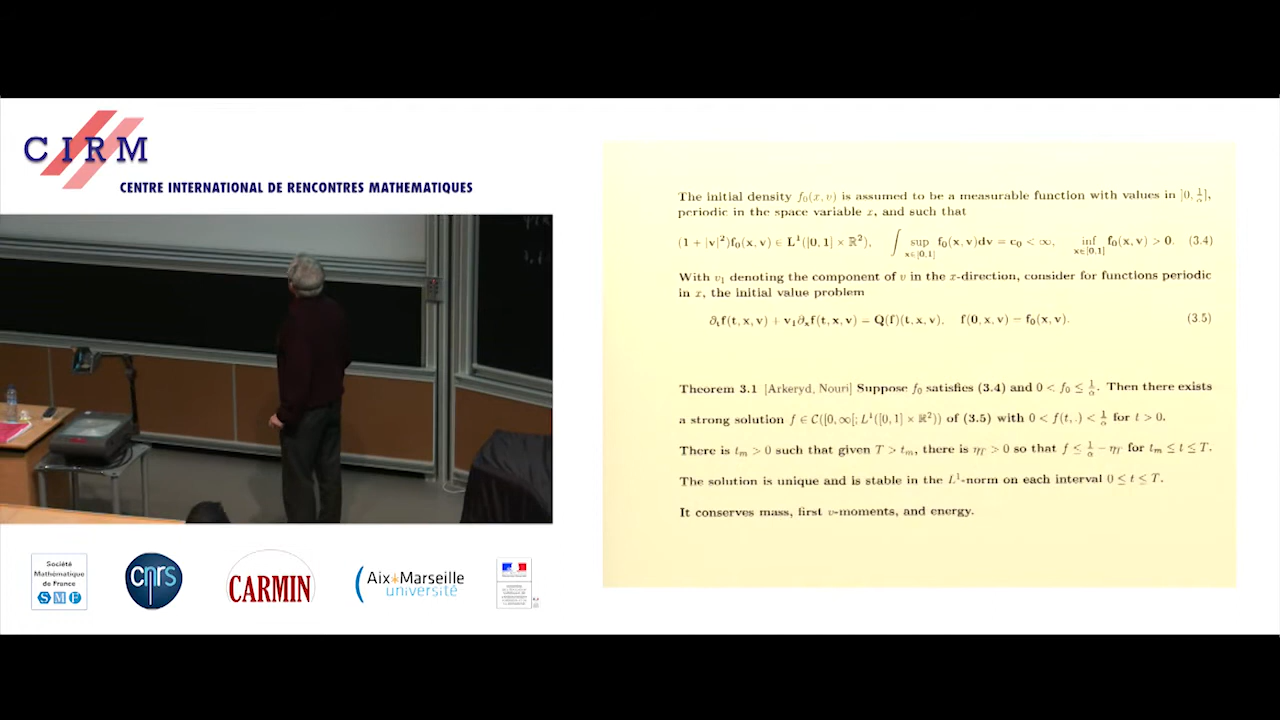 CIRM
CENTRE INTERNATIONAL DE RENCONTRES MATHEMATIQUES
The initial density f₀(x, v) is assumed to be a measurable function with values in ]0, 1/α],
periodic in the space variable x, and such that
(1 + |v|²)f₀(x, v) ∈ L¹([0, 1] × ℝ²), ∫ sup_{x∈[0,1]} f₀(x, v)dv = c₀ < ∞, inf_{x∈[0,1]} f₀(x, v) > 0. (3.4)
With v₁ denoting the component of v in the x-direction, consider for functions periodic
in x, the initial value problem
∂ₜf(t, x, v) + v₁∂ₓf(t, x, v) = Q(f)(t, x, v), f(0, x, v) = f₀(x, v). (3.5)
Theorem 3.1 [Arkeryd, Nouri] Suppose f₀ satisfies (3.4) and 0 < f₀ ≤ 1/α. Then there exists
a strong solution f ∈ C([0, ∞[; L¹([0, 1] × ℝ²)) of (3.5) with 0 < f(t, .) < 1/α for t > 0.
There is tₘ > 0 such that given T > tₘ, there is η_T > 0 so that f ≤ 1/α − η_T for tₘ ≤ t ≤ T.
The solution is unique and is stable in the L¹-norm on each interval 0 ≤ t ≤ T.
It conserves mass, first v-moments, and energy.
Société
Mathématique
de France
SMF
cnrs
CARMIN
Aix*Marseille
université